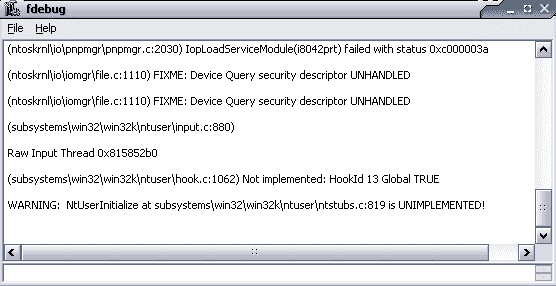 fdebug
File Help
(ntoskrnl\io\pnpmgr\pnpmgr.c:2030) IopLoadServiceModule(i8042prt) failed with status 0xc000003a
(ntoskrnl\io\iomgr\file.c:1110) FIXME: Device Query security descriptor UNHANDLED
(ntoskrnl\io\iomgr\file.c:1110) FIXME: Device Query security descriptor UNHANDLED
(subsystems\win32\win32k\ntuser\input.c:880)
Raw Input Thread 0x815852b0
(subsystems\win32\win32k\ntuser\hook.c:1062) Not implemented: HookId 13 Global TRUE
WARNING:  NtUserInitialize at subsystems\win32\win32k\ntuser\ntstubs.c:819 is UNIMPLEMENTED!